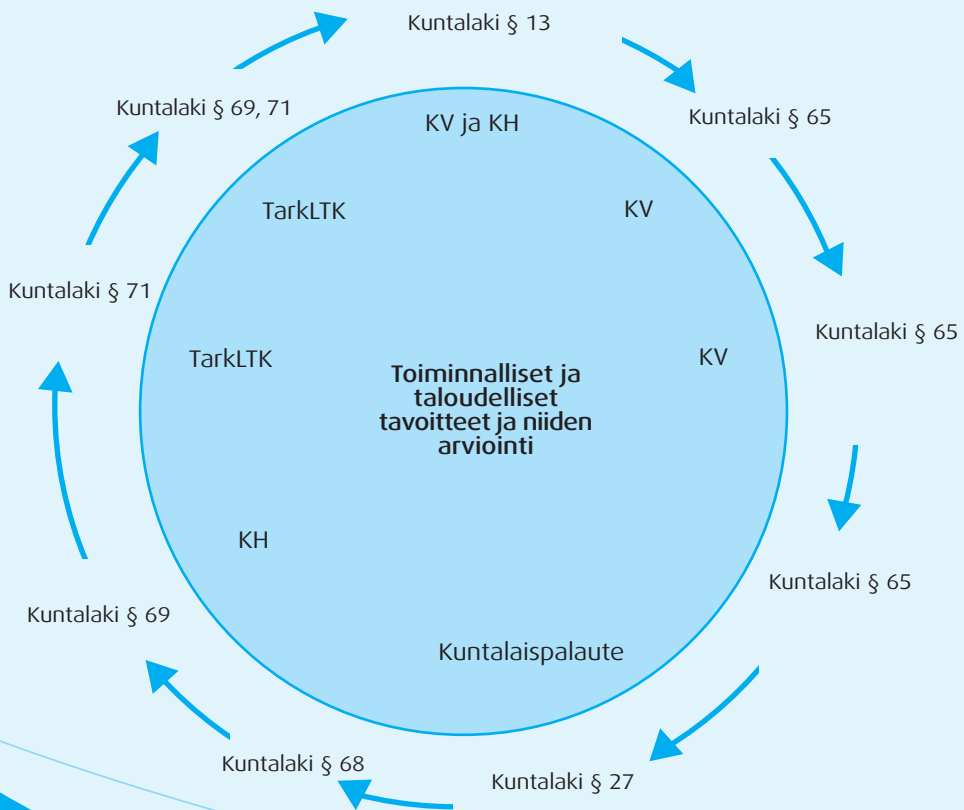 Kuntalaki § 13
Kuntalaki § 69, 71
Kuntalaki § 65
KV ja KH
TarkLTK
KV
Kuntalaki § 71
Kuntalaki § 65
TarkLTK
KV
Toiminnalliset ja
taloudelliset
tavoitteet ja niiden
arviointi
KH
Kuntalaki § 65
Kuntalaki § 69
Kuntalaispalaute
Kuntalaki § 68
Kuntalaki § 27